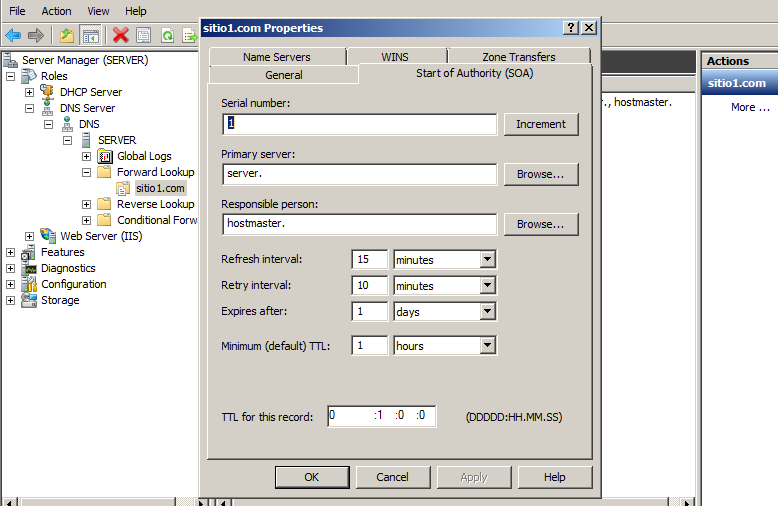 File Action View Help
Server Manager (SERVER)
Roles
DHCP Server
DNS Server
DNS
SERVER
Global Logs
Forward Lookup
sitio1.com
Reverse Lookup
Conditional Forw
Web Server (IIS)
Features
Diagnostics
Configuration
Storage
sitio1.com Properties
Name Servers WINS Zone Transfers
General Start of Authority (SOA)
Serial number:
1 Increment
Primary server:
server. Browse...
Responsible person:
hostmaster. Browse...
Refresh interval: 15 minutes
Retry interval: 10 minutes
Expires after: 1 days
Minimum (default) TTL: 1 hours
TTL for this record: 0 :1 :0 :0 (DDDDD:HH.MM.SS)
OK Cancel Apply Help
., hostmaster.
Actions
sitio1.com
More ...